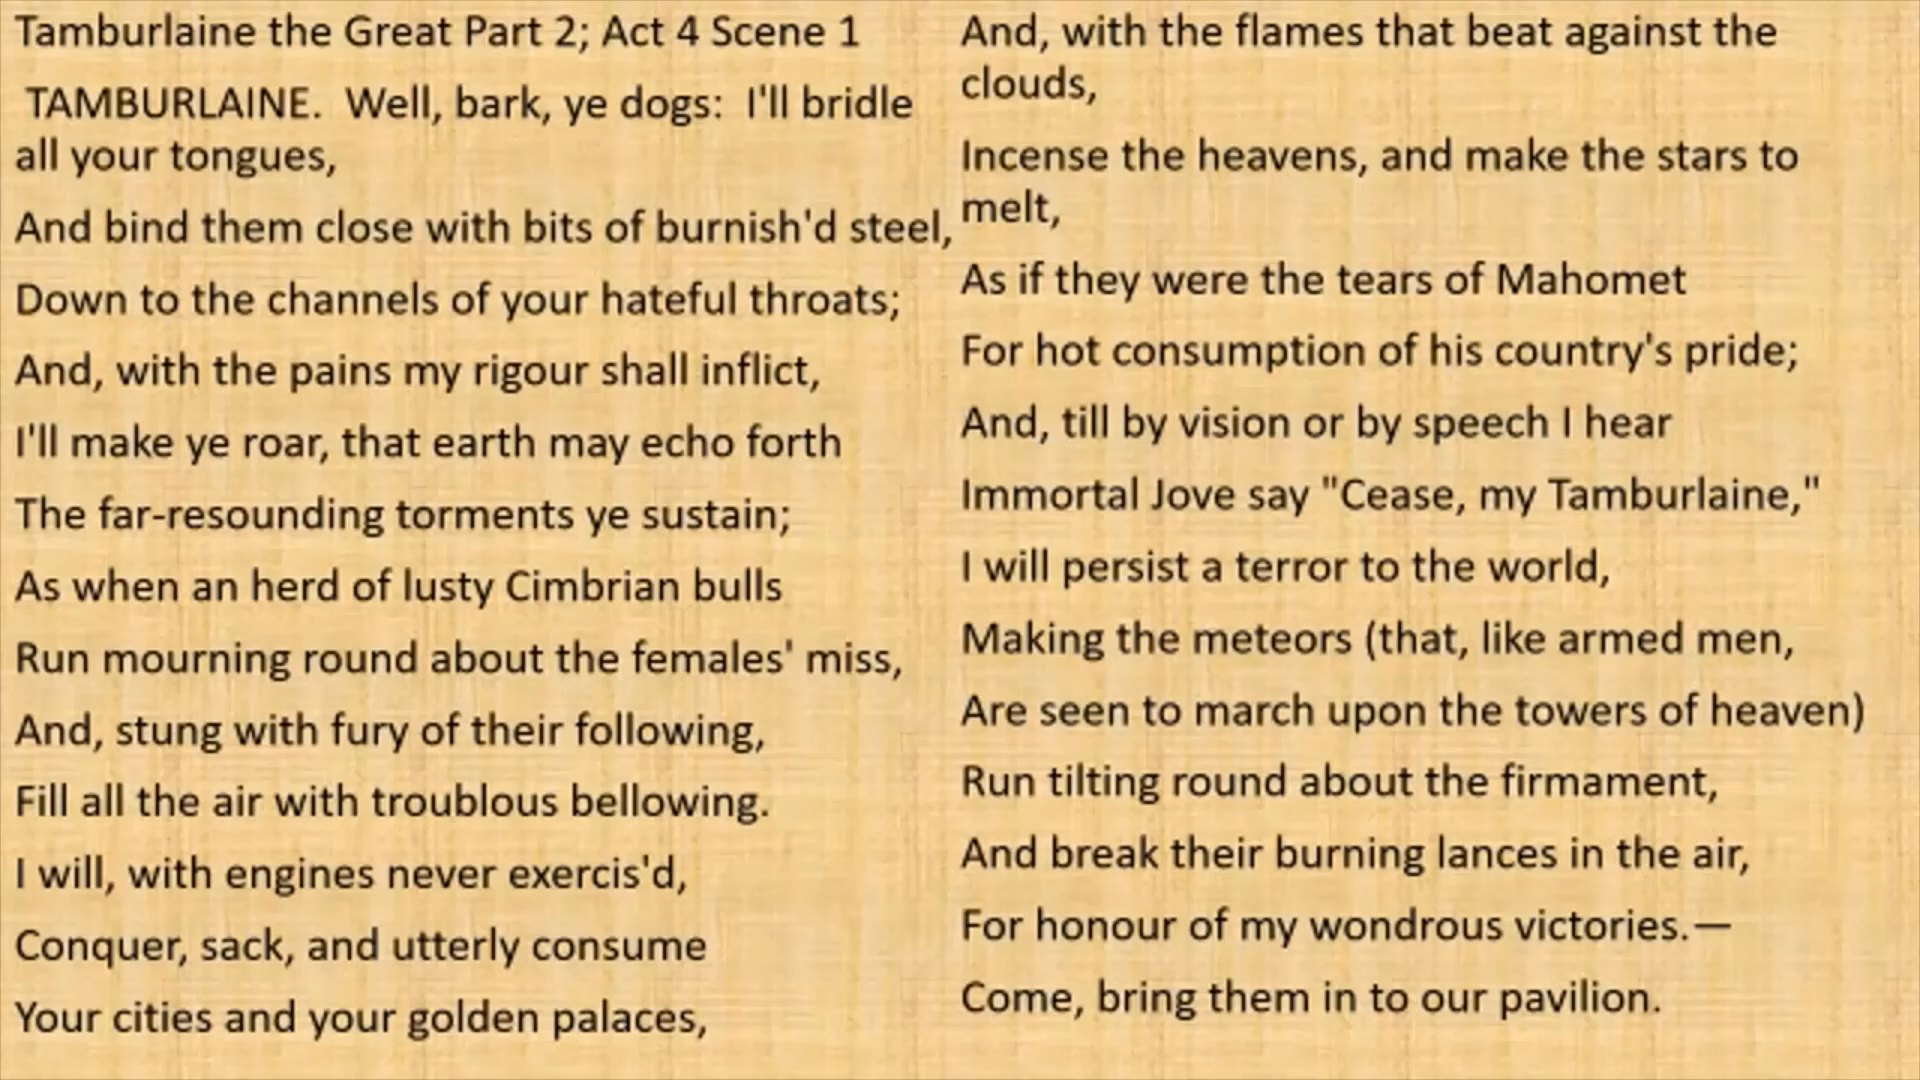 Tamburlaine the Great Part 2; Act 4 Scene 1
TAMBURLAINE.  Well, bark, ye dogs:  I'll bridle
all your tongues,
And bind them close with bits of burnish'd steel,
Down to the channels of your hateful throats;
And, with the pains my rigour shall inflict,
I'll make ye roar, that earth may echo forth
The far-resounding torments ye sustain;
As when an herd of lusty Cimbrian bulls
Run mourning round about the females' miss,
And, stung with fury of their following,
Fill all the air with troublous bellowing.
I will, with engines never exercis'd,
Conquer, sack, and utterly consume
Your cities and your golden palaces,
And, with the flames that beat against the
clouds,
Incense the heavens, and make the stars to
melt,
As if they were the tears of Mahomet
For hot consumption of his country's pride;
And, till by vision or by speech I hear
Immortal Jove say "Cease, my Tamburlaine,"
I will persist a terror to the world,
Making the meteors (that, like armed men,
Are seen to march upon the towers of heaven)
Run tilting round about the firmament,
And break their burning lances in the air,
For honour of my wondrous victories.—
Come, bring them in to our pavilion.